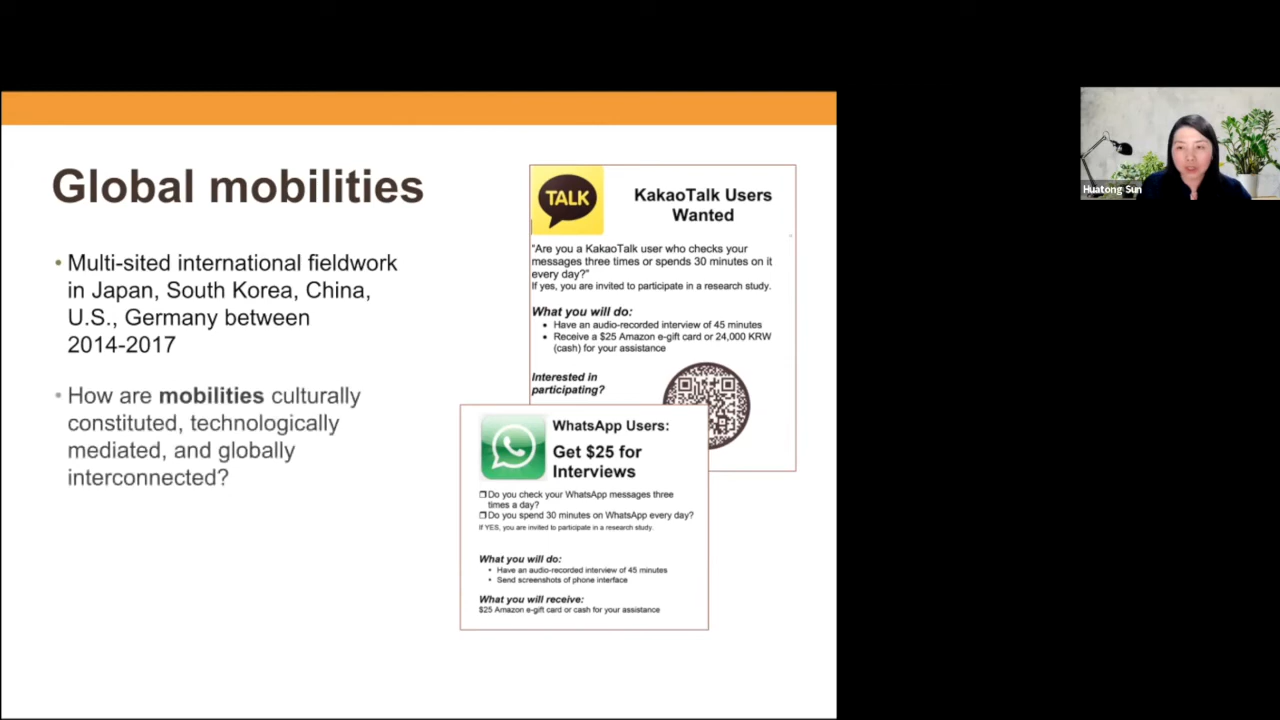 Global mobilities
• Multi-sited international fieldwork
in Japan, South Korea, China,
U.S., Germany between
2014-2017
• How are mobilities culturally
constituted, technologically
mediated, and globally
interconnected?
TALK
KakaoTalk Users
Wanted
"Are you a KakaoTalk user who checks your
messages three times or spends 30 minutes on it
every day?"
If yes, you are invited to participate in a research study.
What you will do:
• Have an audio-recorded interview of 45 minutes
• Receive a $25 Amazon e-gift card or 24,000 KRW
(cash) for your assistance
Interested in
participating?
WhatsApp Users:
Get $25 for
Interviews
❒ Do you check your WhatsApp messages three
times a day?
❒ Do you spend 30 minutes on WhatsApp every day?
If YES, you are invited to participate in a research study.
What you will do:
• Have an audio-recorded interview of 45 minutes
• Send screenshots of phone interface
What you will receive:
$25 Amazon e-gift card or cash for your assistance
Huatong Sun